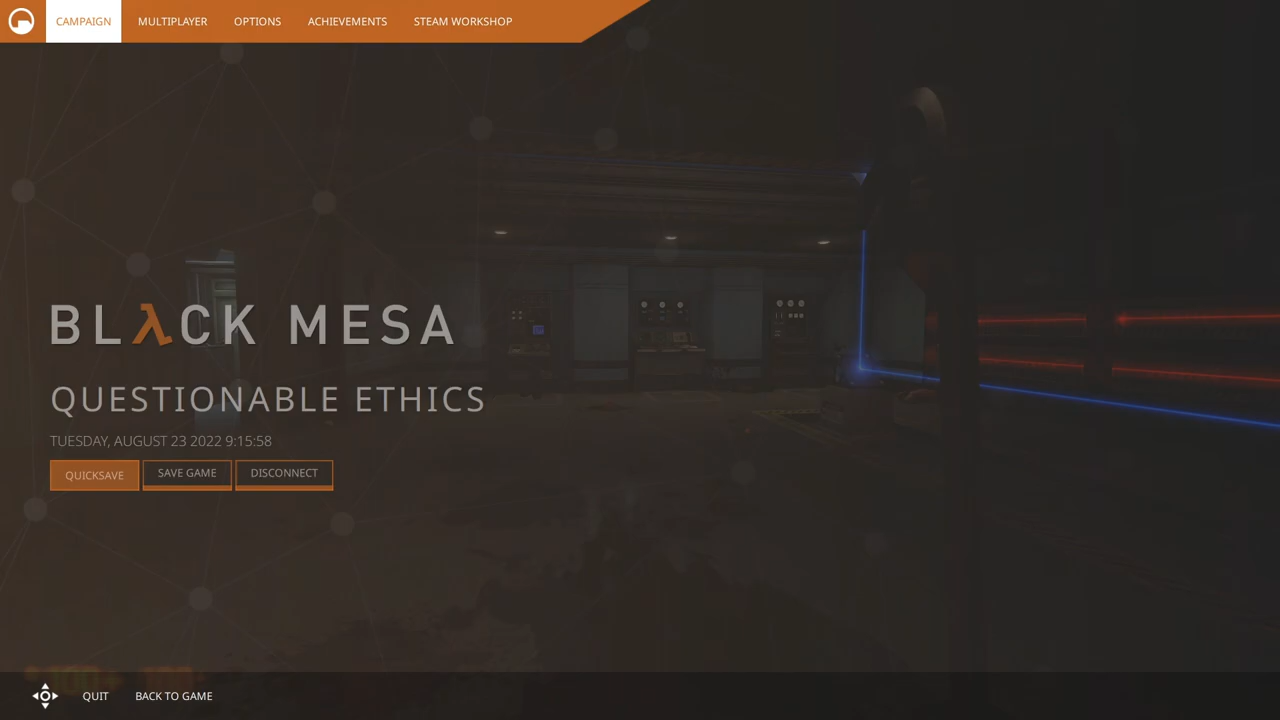 CAMPAIGN MULTIPLAYER OPTIONS ACHIEVEMENTS STEAM WORKSHOP
BLλCK MESA
QUESTIONABLE ETHICS
TUESDAY, AUGUST 23 2022 9:15:58
QUICKSAVE SAVE GAME DISCONNECT
QUIT BACK TO GAME